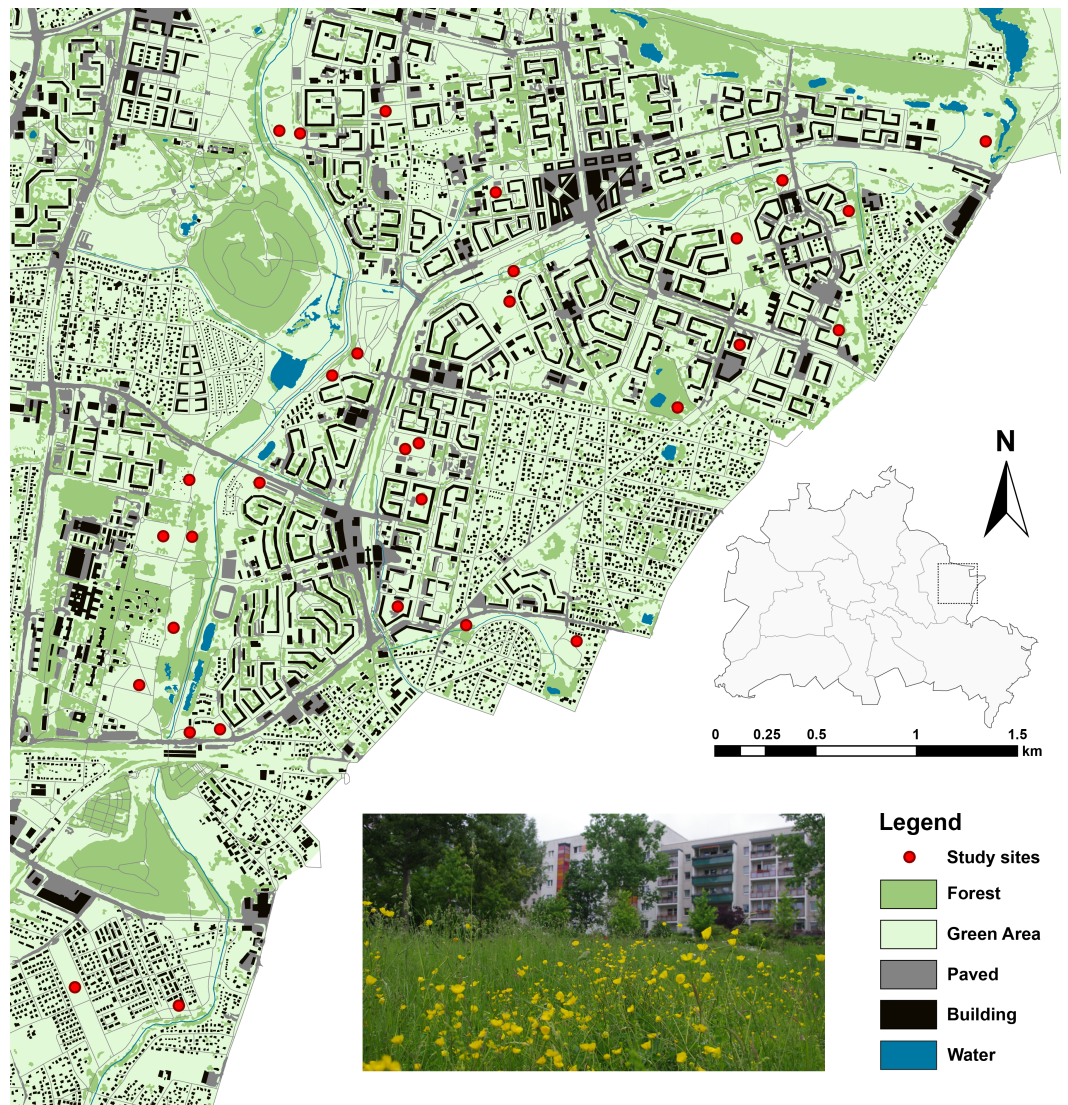 N
0 0.25 0.5 1 1.5
km
Legend
Study sites
Forest
Green Area
Paved
Building
Water